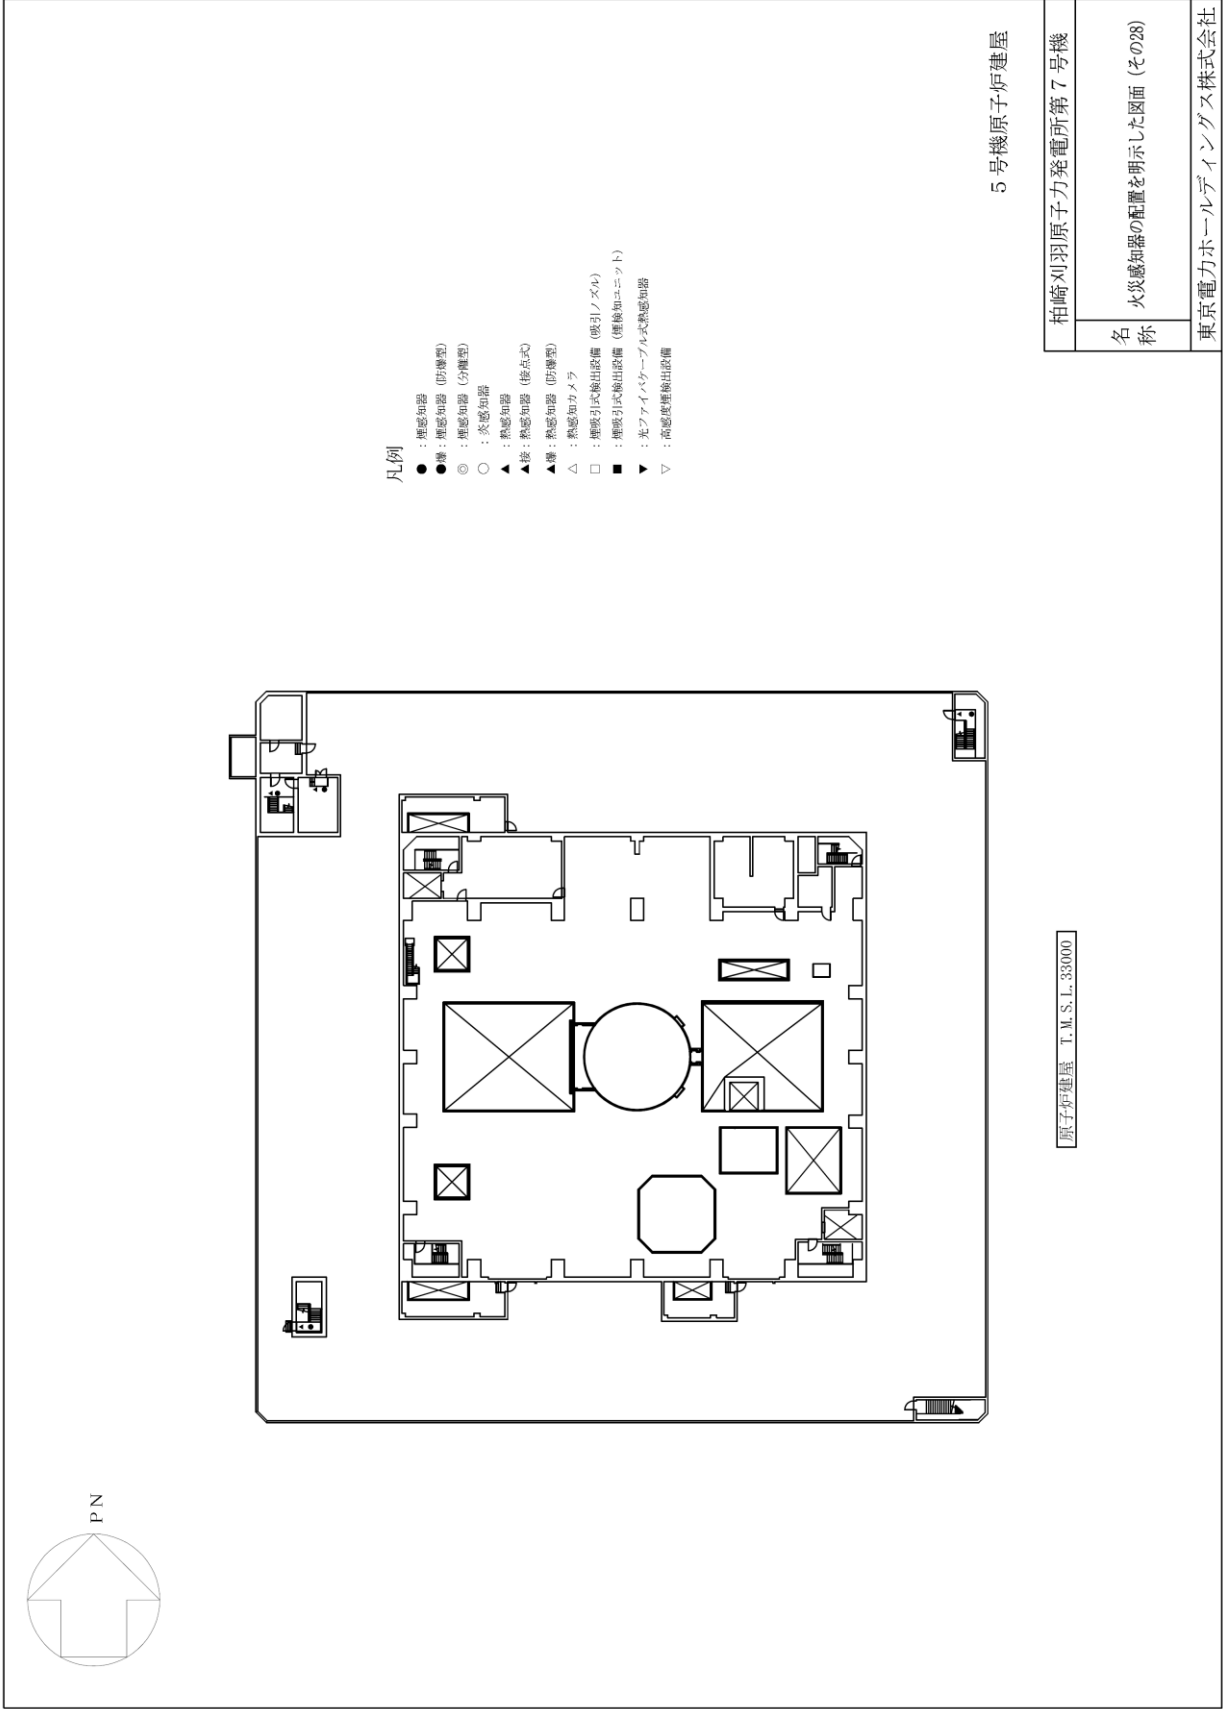 PN
原子炉建屋 T.M.S.L.33000
凡例
● ：煙感知器
●爆：煙感知器（防爆型）
◎ ：煙感知器（分離型）
○ ：炎感知器
▲ ：熱感知器
▲接：熱感知器（接点式）
▲爆：熱感知器（防爆型）
△ ：熱感知カメラ
□ ：煙吸引式検出設備（吸引ノズル）
■ ：煙吸引式検出設備（煙検知ユニット）
▼ ：光ファイバケーブル式熱感知器
▽ ：高感度煙検出設備
5号機原子炉建屋
柏崎刈羽原子力発電所第7号機
名称
火災感知器の配置を明示した図面（その28）
東京電力ホールディングス株式会社